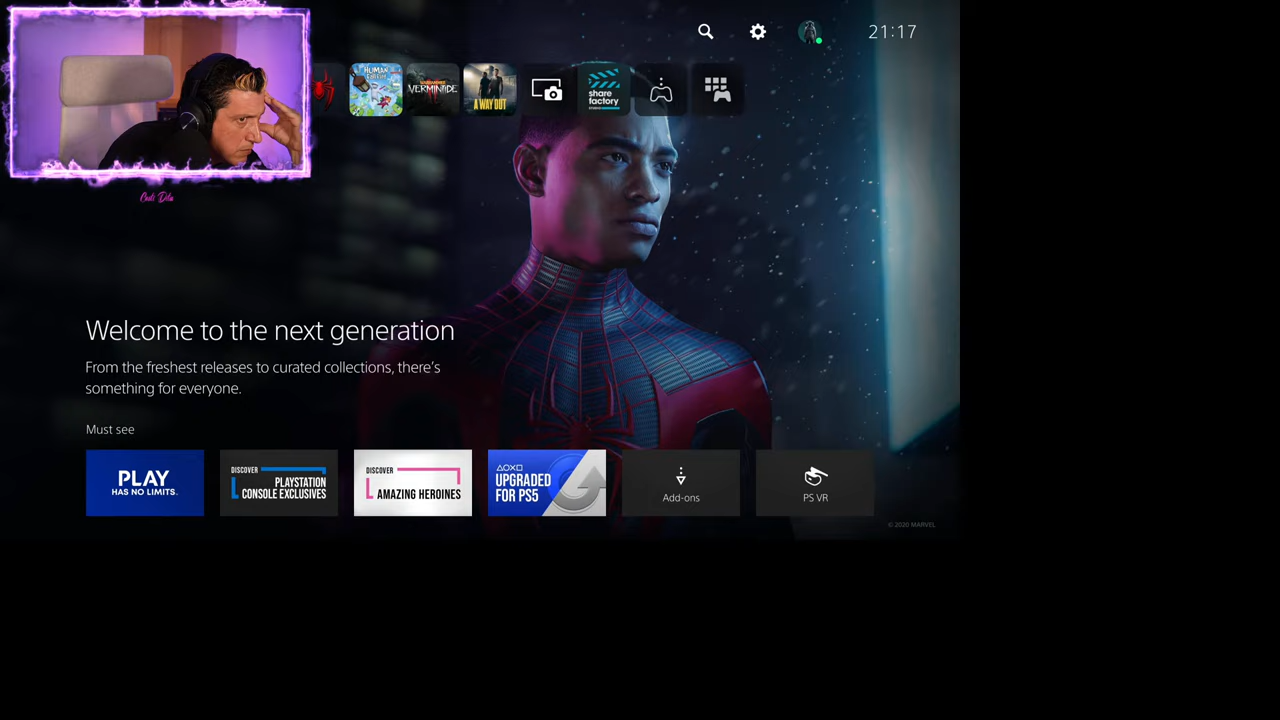 21:17
HUMAN
WARHAMMER
VERMINTIDE
A WAY OUT
share
factory
Welcome to the next generation
From the freshest releases to curated collections, there's
something for everyone.
Must see
PLAY
HAS NO LIMITS.
DISCOVER
PLAYSTATION
CONSOLE EXCLUSIVES
DISCOVER
AMAZING HEROINES
UPGRADED
FOR PS5
Add-ons
PS VR
© 2020 MARVEL